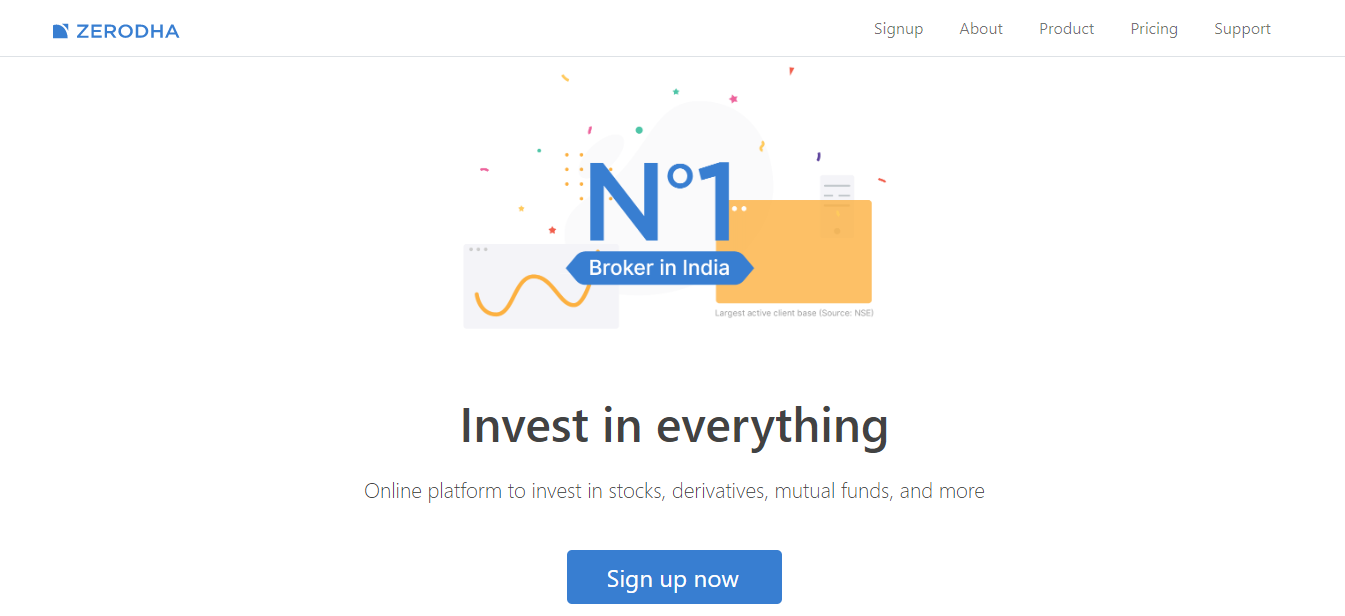 ZERODHA
Signup
About
Product
Pricing
Support
N°1
Broker in India
Largest active client base (Source: NSE)
Invest in everything
Online platform to invest in stocks, derivatives, mutual funds, and more
Sign up now